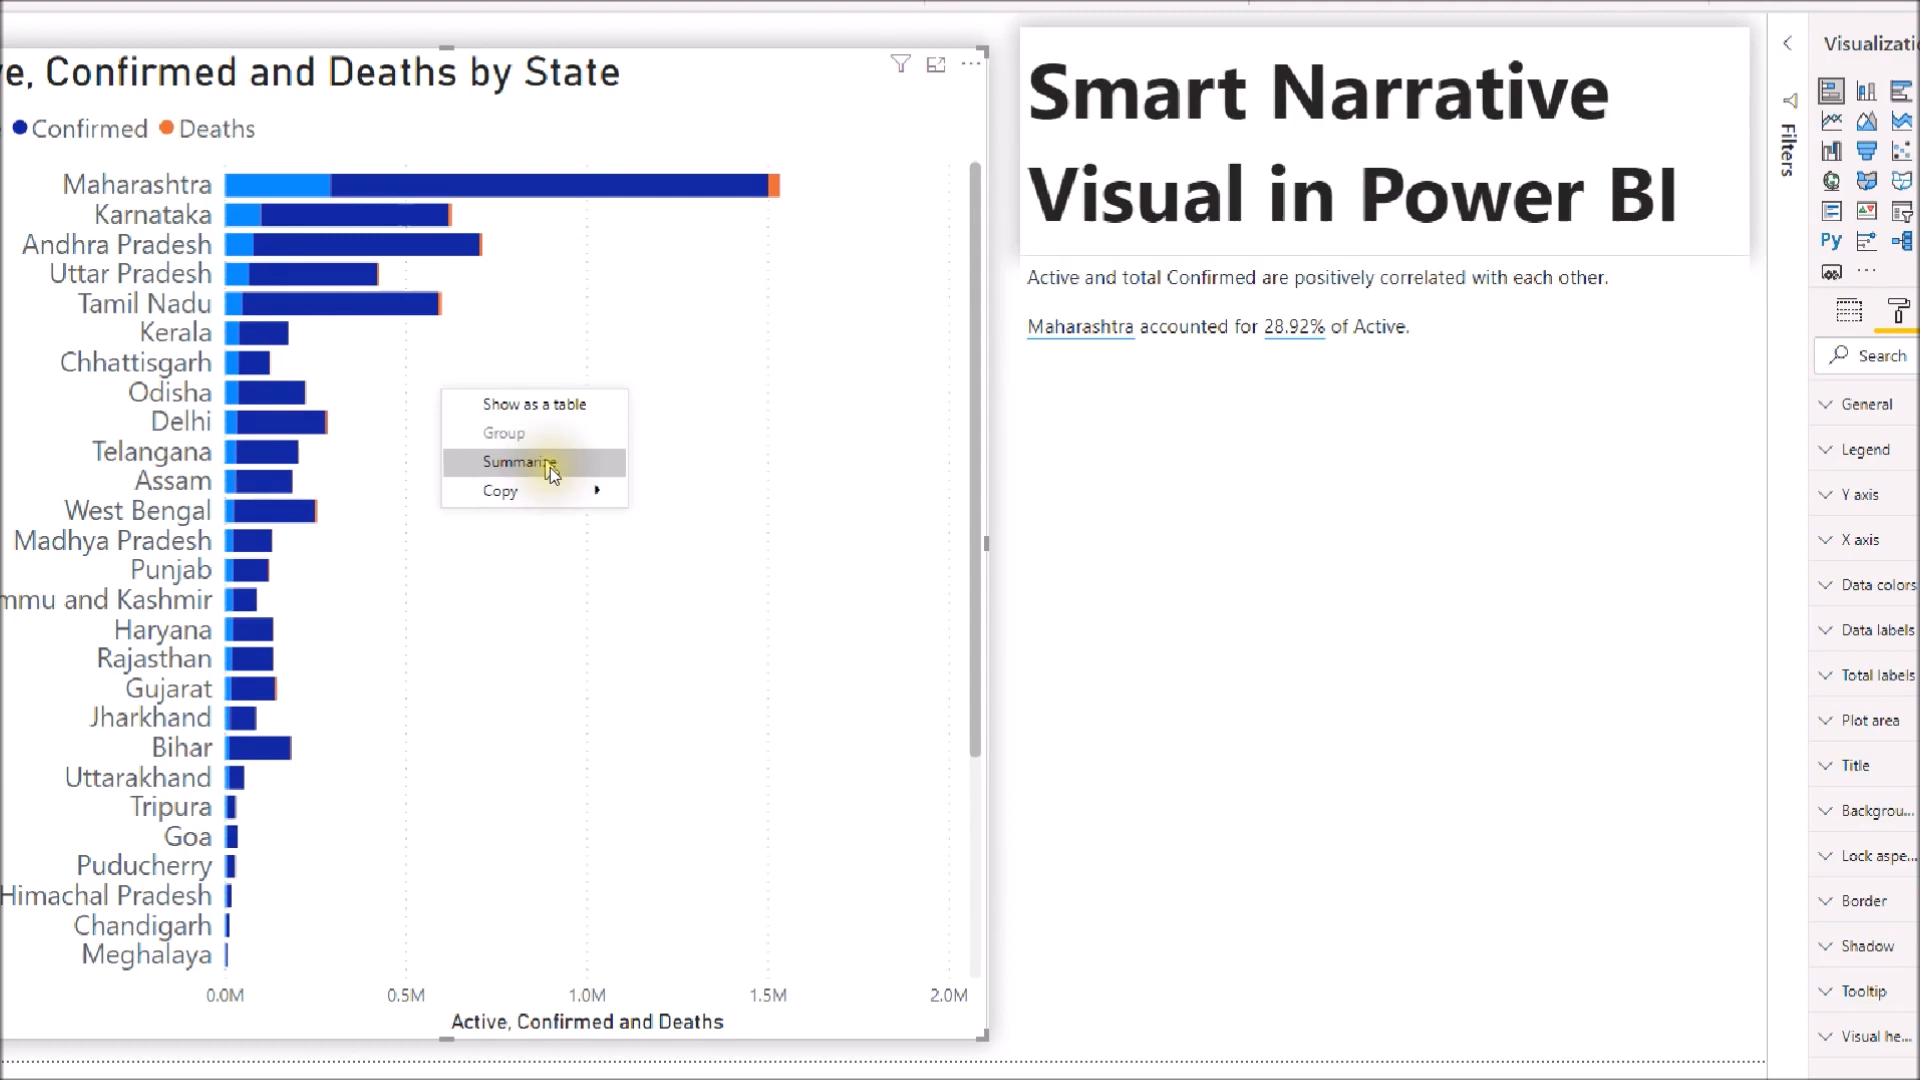 e, Confirmed and Deaths by State
Confirmed Deaths
Maharashtra
Karnataka
Andhra Pradesh
Uttar Pradesh
Tamil Nadu
Kerala
Chhattisgarh
Odisha
Delhi
Telangana
Assam
West Bengal
Madhya Pradesh
Punjab
mmu and Kashmir
Haryana
Rajasthan
Gujarat
Jharkhand
Bihar
Uttarakhand
Tripura
Goa
Puducherry
Himachal Pradesh
Chandigarh
Meghalaya
0.0M 0.5M 1.0M 1.5M 2.0M
Active, Confirmed and Deaths
Show as a table
Group
Summarize
Copy
Smart Narrative
Visual in Power BI
Active and total Confirmed are positively correlated with each other.
Maharashtra accounted for 28.92% of Active.
Filters
Visualizati
Py
Search
General
Legend
Y axis
X axis
Data colors
Data labels
Total labels
Plot area
Title
Backgrou...
Lock aspe...
Border
Shadow
Tooltip
Visual he...